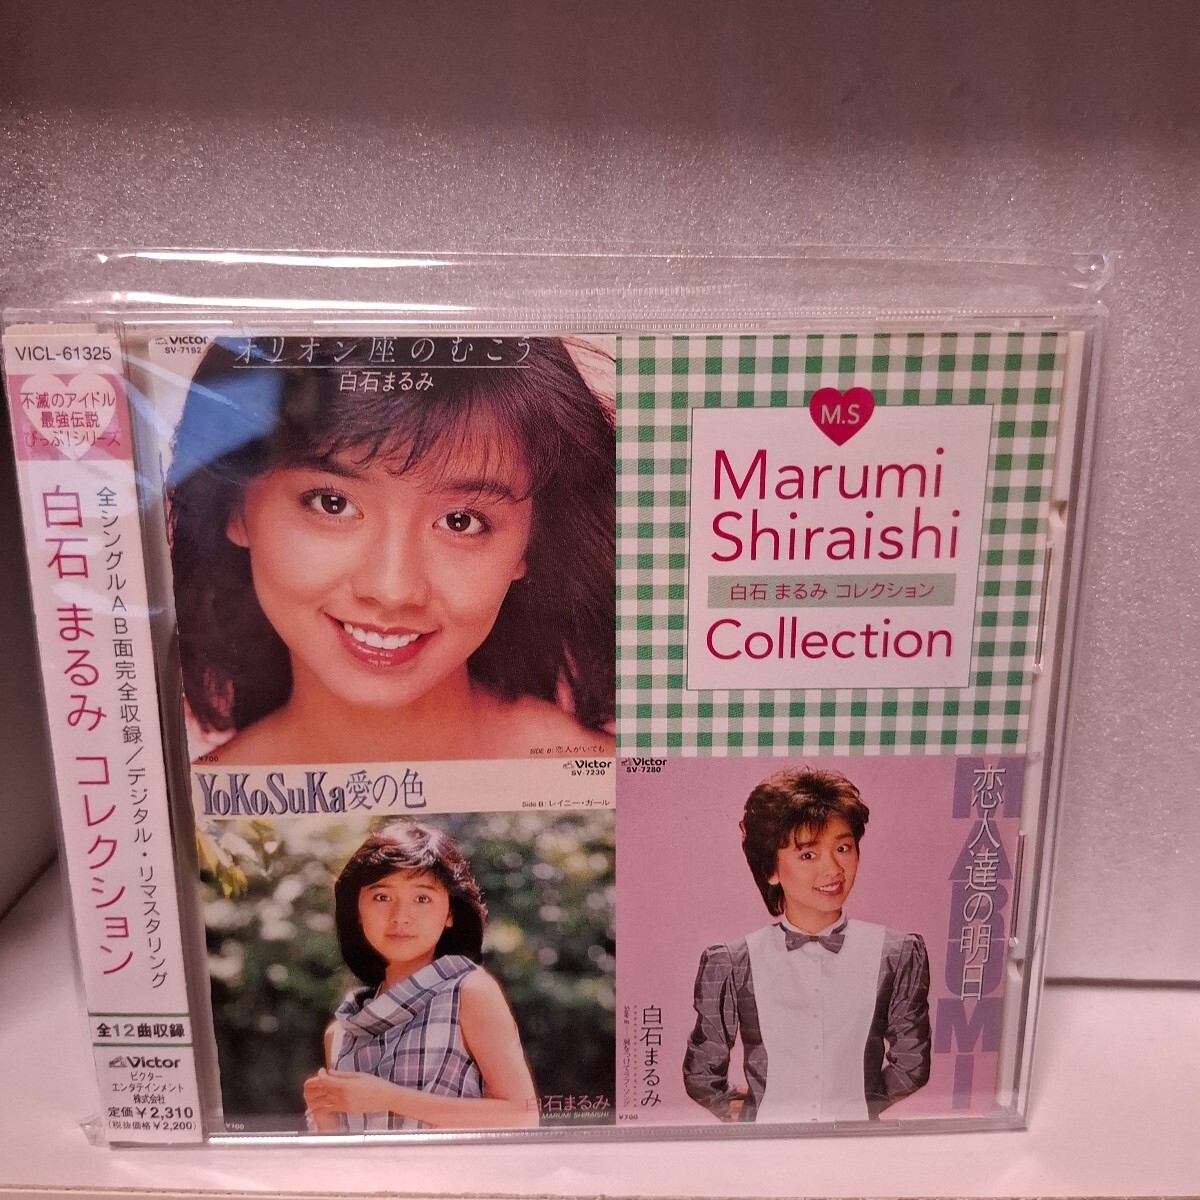 VICL-61325
不滅のアイドル
最強伝説
ぴっぷ!シリーズ
白石 まるみ コレクション
全シングルAB面完全収録/デジタル・リマスタリング
全12曲収録
Victor
ビクター
エンタテインメント
株式会社
定価￥2,310
(税抜価格￥2,200)
Victor
SV-7192
オリオン座のむこう
白石まるみ
SIDE B:恋人がいても
￥700
M.S
Marumi
Shiraishi
白石 まるみ コレクション
Collection
YoKoSuKa愛の色
Victor
SV-7230
Side B:レイニー・ガール
白石まるみ
MARUMI SHIRAISHI
￥700
Victor
SV-7280
MARUMI
恋人達の明日
白石まるみ
￥700